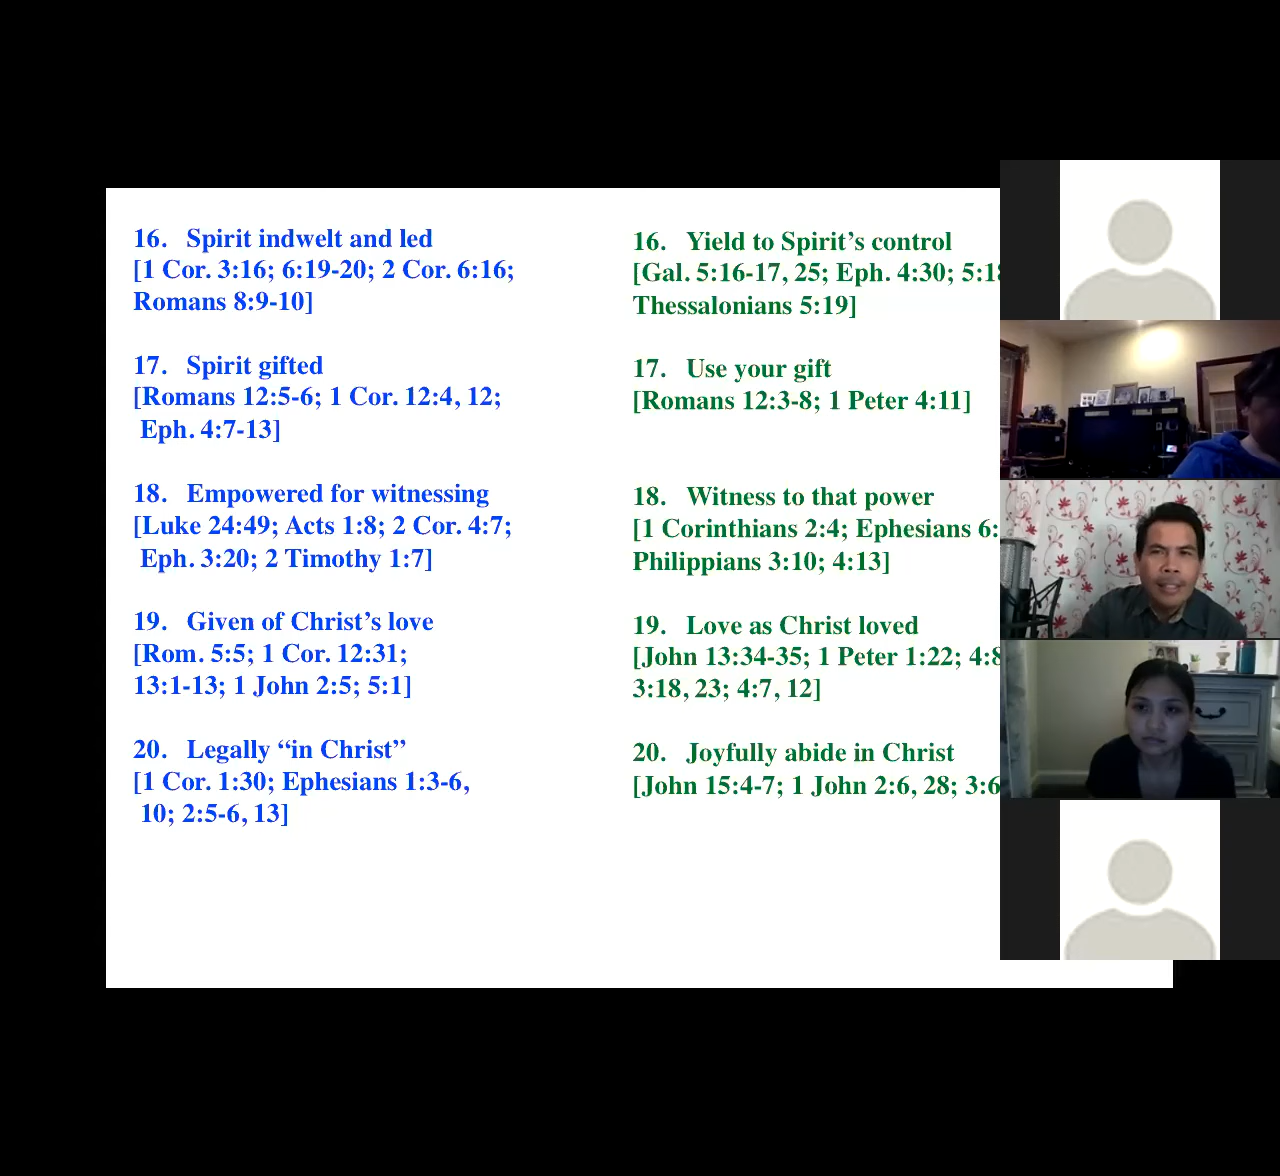 16. Spirit indwelt and led
[1 Cor. 3:16; 6:19-20; 2 Cor. 6:16;
Romans 8:9-10]
17. Spirit gifted
[Romans 12:5-6; 1 Cor. 12:4, 12;
Eph. 4:7-13]
18. Empowered for witnessing
[Luke 24:49; Acts 1:8; 2 Cor. 4:7;
Eph. 3:20; 2 Timothy 1:7]
19. Given of Christ’s love
[Rom. 5:5; 1 Cor. 12:31;
13:1-13; 1 John 2:5; 5:1]
20. Legally “in Christ”
[1 Cor. 1:30; Ephesians 1:3-6,
10; 2:5-6, 13]
16. Yield to Spirit’s control
[Gal. 5:16-17, 25; Eph. 4:30; 5:18
Thessalonians 5:19]
17. Use your gift
[Romans 12:3-8; 1 Peter 4:11]
18. Witness to that power
[1 Corinthians 2:4; Ephesians 6:
Philippians 3:10; 4:13]
19. Love as Christ loved
[John 13:34-35; 1 Peter 1:22; 4:8
3:18, 23; 4:7, 12]
20. Joyfully abide in Christ
[John 15:4-7; 1 John 2:6, 28; 3:6